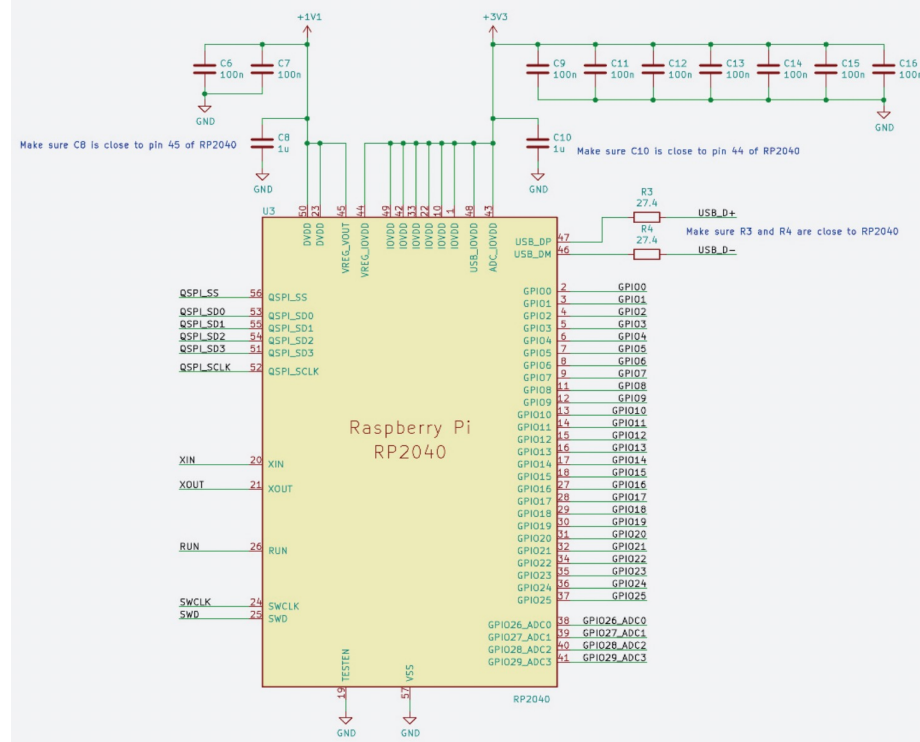 +1V1
+3V3
C6
100n
C7
100n
C9
100n
C11
100n
C12
100n
C13
100n
C14
100n
C15
100n
C16
100n
GND
GND
Make sure C8 is close to pin 45 of RP2040
C8
1u
C10
1u
Make sure C10 is close to pin 44 of RP2040
GND
GND
U3
50
23
45
44
49
42
33
22
10
1
48
43
DVDD
DVDD
VREG_VOUT
VREG_IOVDD
IOVDD
IOVDD
IOVDD
IOVDD
IOVDD
IOVDD
USB_IOVDD
ADC_IOVDD
R3
27.4
USB_D+
Make sure R3 and R4 are close to RP2040
R4
27.4
USB_D-
USB_DP 47
USB_DM 46
QSPI_SS 56 QSPI_SS
QSPI_SD0 53 QSPI_SD0
QSPI_SD1 55 QSPI_SD1
QSPI_SD2 54 QSPI_SD2
QSPI_SD3 51 QSPI_SD3
QSPI_SCLK 52 QSPI_SCLK
XIN 20 XIN
XOUT 21 XOUT
RUN 26 RUN
SWCLK 24 SWCLK
SWD 25 SWD
Raspberry Pi
RP2040
GPIO0 2 GPIO0
GPIO1 3 GPIO1
GPIO2 4 GPIO2
GPIO3 5 GPIO3
GPIO4 6 GPIO4
GPIO5 7 GPIO5
GPIO6 8 GPIO6
GPIO7 9 GPIO7
GPIO8 11 GPIO8
GPIO9 12 GPIO9
GPIO10 13 GPIO10
GPIO11 14 GPIO11
GPIO12 15 GPIO12
GPIO13 16 GPIO13
GPIO14 17 GPIO14
GPIO15 18 GPIO15
GPIO16 27 GPIO16
GPIO17 28 GPIO17
GPIO18 29 GPIO18
GPIO19 30 GPIO19
GPIO20 31 GPIO20
GPIO21 32 GPIO21
GPIO22 34 GPIO22
GPIO23 35 GPIO23
GPIO24 36 GPIO24
GPIO25 37 GPIO25
GPIO26_ADC0 38 GPIO26_ADC0
GPIO27_ADC1 39 GPIO27_ADC1
GPIO28_ADC2 40 GPIO28_ADC2
GPIO29_ADC3 41 GPIO29_ADC3
TESTEN
VSS
19
57
RP2040
GND
GND